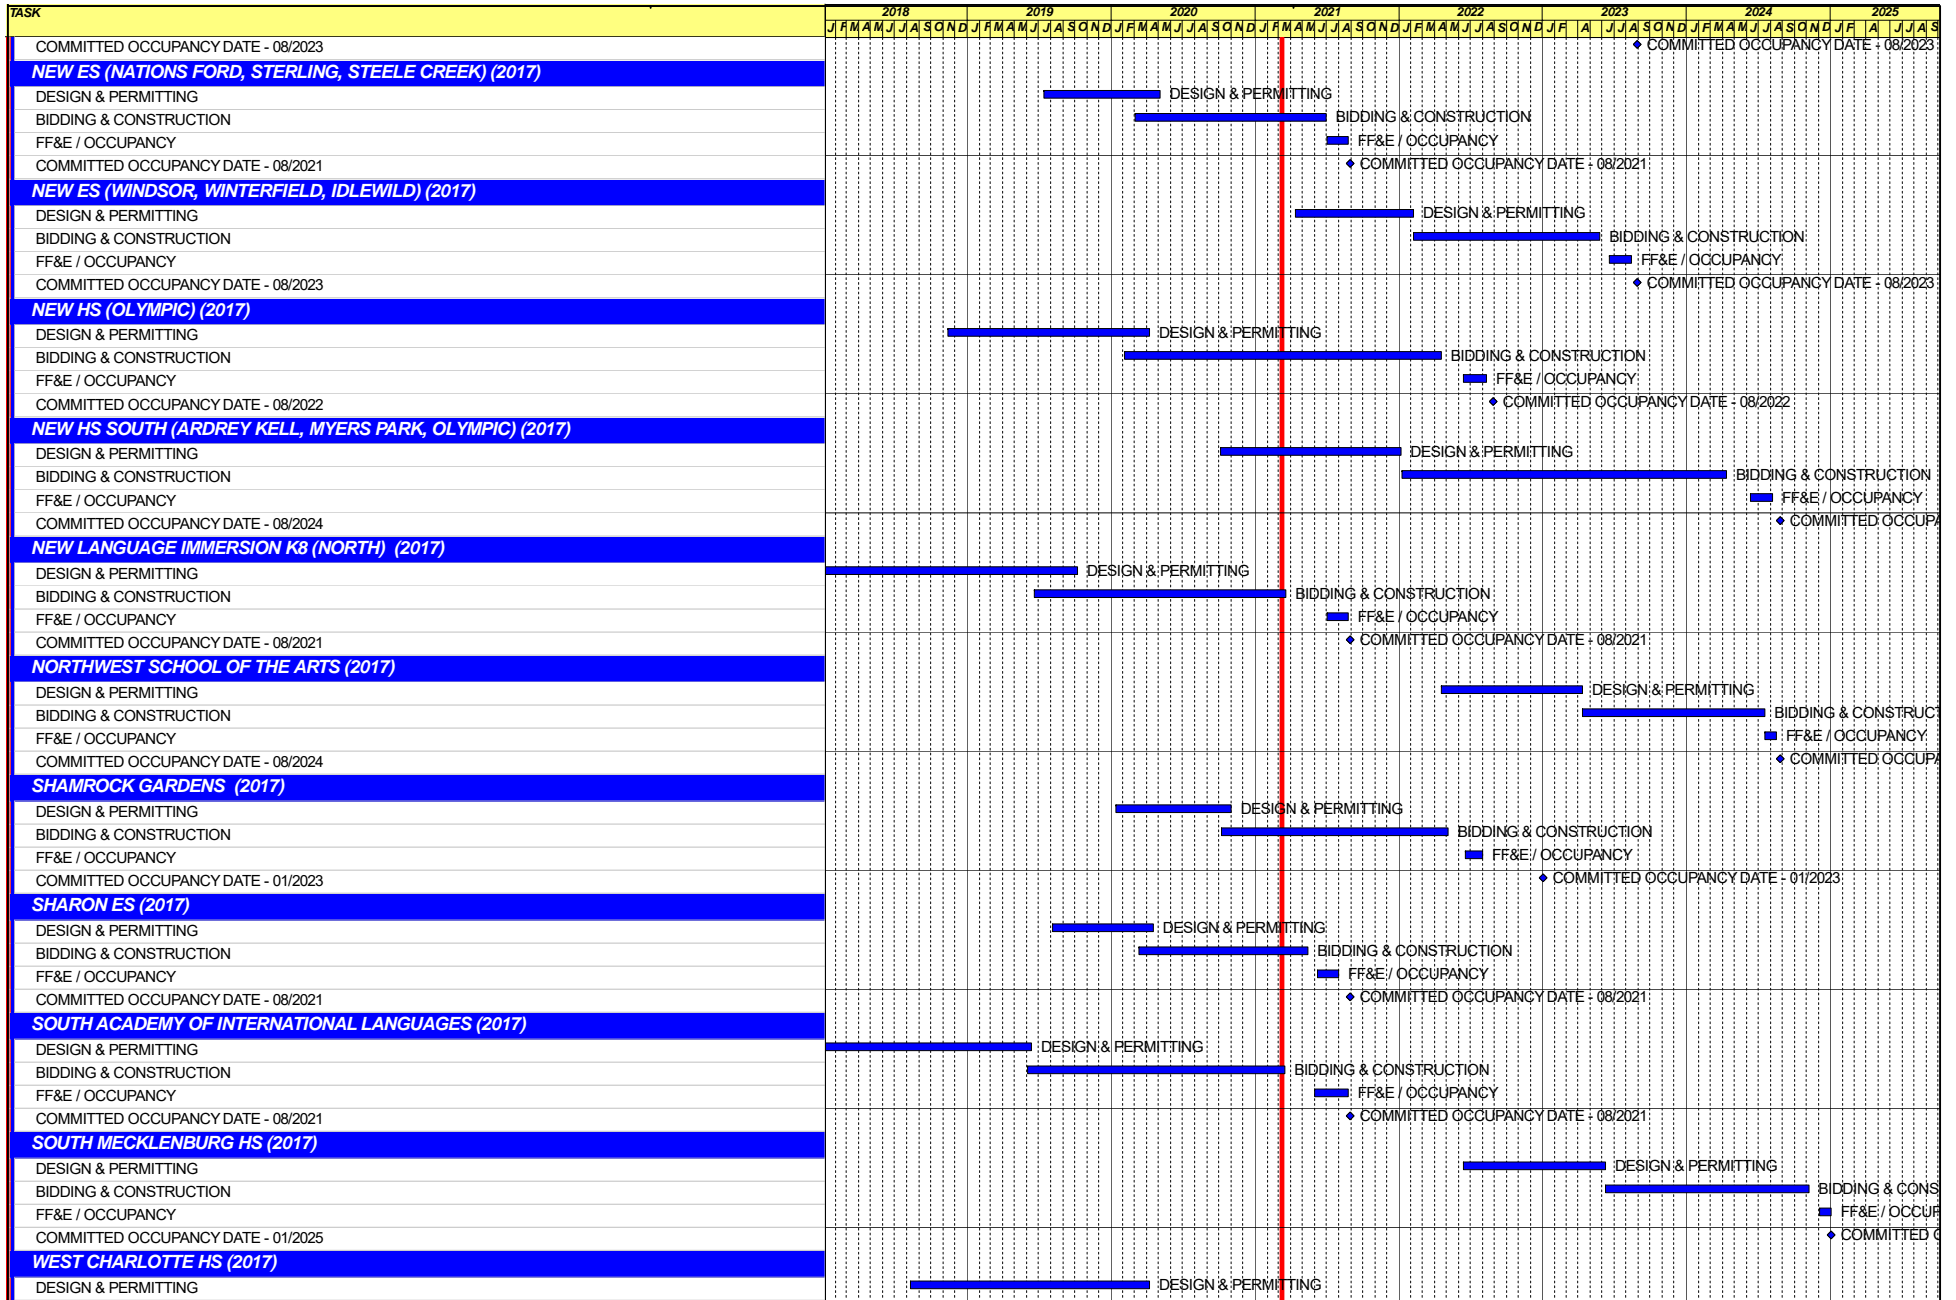 TASK 2018 2019 2020 2021 2022 2023 2024 2025
J F M A M J J A S O N D J F M A M J J A S O N D J F M A M J J A S O N D J F M A M J J A S O N D J F M A M J J A S O N D J F A J J A S O N D J F M A M J J A S O N D J F A J J A S
COMMITTED OCCUPANCY DATE - 08/2023 COMMITTED OCCUPANCY DATE - 08/2023
NEW ES (NATIONS FORD, STERLING, STEELE CREEK) (2017)
DESIGN & PERMITTING DESIGN & PERMITTING
BIDDING & CONSTRUCTION BIDDING & CONSTRUCTION
FF&E / OCCUPANCY FF&E / OCCUPANCY
COMMITTED OCCUPANCY DATE - 08/2021 COMMITTED OCCUPANCY DATE - 08/2021
NEW ES (WINDSOR, WINTERFIELD, IDLEWILD) (2017)
DESIGN & PERMITTING DESIGN & PERMITTING
BIDDING & CONSTRUCTION BIDDING & CONSTRUCTION
FF&E / OCCUPANCY FF&E / OCCUPANCY
COMMITTED OCCUPANCY DATE - 08/2023 COMMITTED OCCUPANCY DATE - 08/2023
NEW HS (OLYMPIC) (2017)
DESIGN & PERMITTING DESIGN & PERMITTING
BIDDING & CONSTRUCTION BIDDING & CONSTRUCTION
FF&E / OCCUPANCY FF&E / OCCUPANCY
COMMITTED OCCUPANCY DATE - 08/2022 COMMITTED OCCUPANCY DATE - 08/2022
NEW HS SOUTH (ARDREY KELL, MYERS PARK, OLYMPIC) (2017)
DESIGN & PERMITTING DESIGN & PERMITTING
BIDDING & CONSTRUCTION BIDDING & CONSTRUCTION
FF&E / OCCUPANCY FF&E / OCCUPANCY
COMMITTED OCCUPANCY DATE - 08/2024 COMMITTED OCCUPA
NEW LANGUAGE IMMERSION K8 (NORTH) (2017)
DESIGN & PERMITTING DESIGN & PERMITTING
BIDDING & CONSTRUCTION BIDDING & CONSTRUCTION
FF&E / OCCUPANCY FF&E / OCCUPANCY
COMMITTED OCCUPANCY DATE - 08/2021 COMMITTED OCCUPANCY DATE - 08/2021
NORTHWEST SCHOOL OF THE ARTS (2017)
DESIGN & PERMITTING DESIGN & PERMITTING
BIDDING & CONSTRUCTION BIDDING & CONSTRUCT
FF&E / OCCUPANCY FF&E / OCCUPANCY
COMMITTED OCCUPANCY DATE - 08/2024 COMMITTED OCCUPA
SHAMROCK GARDENS (2017)
DESIGN & PERMITTING DESIGN & PERMITTING
BIDDING & CONSTRUCTION BIDDING & CONSTRUCTION
FF&E / OCCUPANCY FF&E / OCCUPANCY
COMMITTED OCCUPANCY DATE - 01/2023 COMMITTED OCCUPANCY DATE - 01/2023
SHARON ES (2017)
DESIGN & PERMITTING DESIGN & PERMITTING
BIDDING & CONSTRUCTION BIDDING & CONSTRUCTION
FF&E / OCCUPANCY FF&E / OCCUPANCY
COMMITTED OCCUPANCY DATE - 08/2021 COMMITTED OCCUPANCY DATE - 08/2021
SOUTH ACADEMY OF INTERNATIONAL LANGUAGES (2017)
DESIGN & PERMITTING DESIGN & PERMITTING
BIDDING & CONSTRUCTION BIDDING & CONSTRUCTION
FF&E / OCCUPANCY FF&E / OCCUPANCY
COMMITTED OCCUPANCY DATE - 08/2021 COMMITTED OCCUPANCY DATE - 08/2021
SOUTH MECKLENBURG HS (2017)
DESIGN & PERMITTING DESIGN & PERMITTING
BIDDING & CONSTRUCTION BIDDING & CONS
FF&E / OCCUPANCY FF&E / OCCUP
COMMITTED OCCUPANCY DATE - 01/2025 COMMITTED
WEST CHARLOTTE HS (2017)
DESIGN & PERMITTING DESIGN & PERMITTING